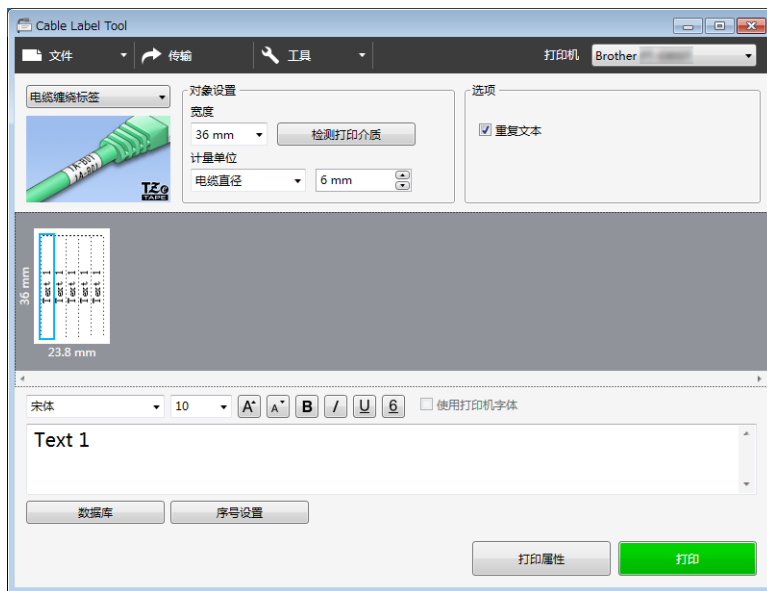 Cable Label Tool
文件
传输
工具
打印机
Brother
电缆缠绕标签
1A-B01
1A-B01
TZe
TAPE
对象设置
宽度
36 mm
检测打印介质
计量单位
电缆直径
6 mm
选项
重复文本
36 mm
Text 1
Text 1
Text 1
Text 1
Text 1
23.8 mm
宋体
10
A
A
B
I
U
6
使用打印机字体
Text 1
数据库
序号设置
打印属性
打印